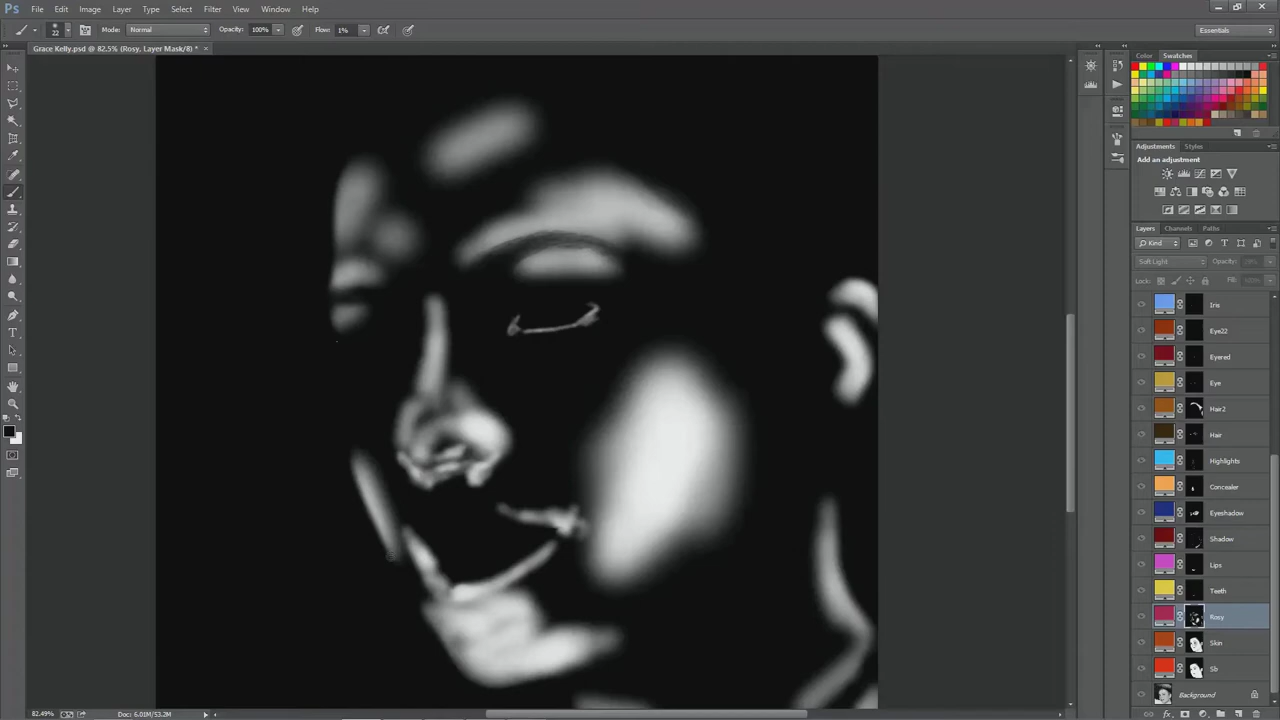 Ps File Edit Image Layer Type Select Filter View Window Help
22 Mode: Normal Opacity: 100% Flow: 1% Essentials
Grace Kelly.psd @ 82.5% (Rosy, Layer Mask/8) * ×
Color Swatches
Adjustments Styles
Add an adjustment
Layers Channels Paths
Kind
Soft Light Opacity:
Lock: Fill:
Iris
Eye22
Eyered
Eye
Hair2
Hair
Highlights
Concealer
Eyeshadow
Shadow
Lips
Teeth
Rosy
Skin
Background
82.49% Doc: 6.01M/53.2M
fx